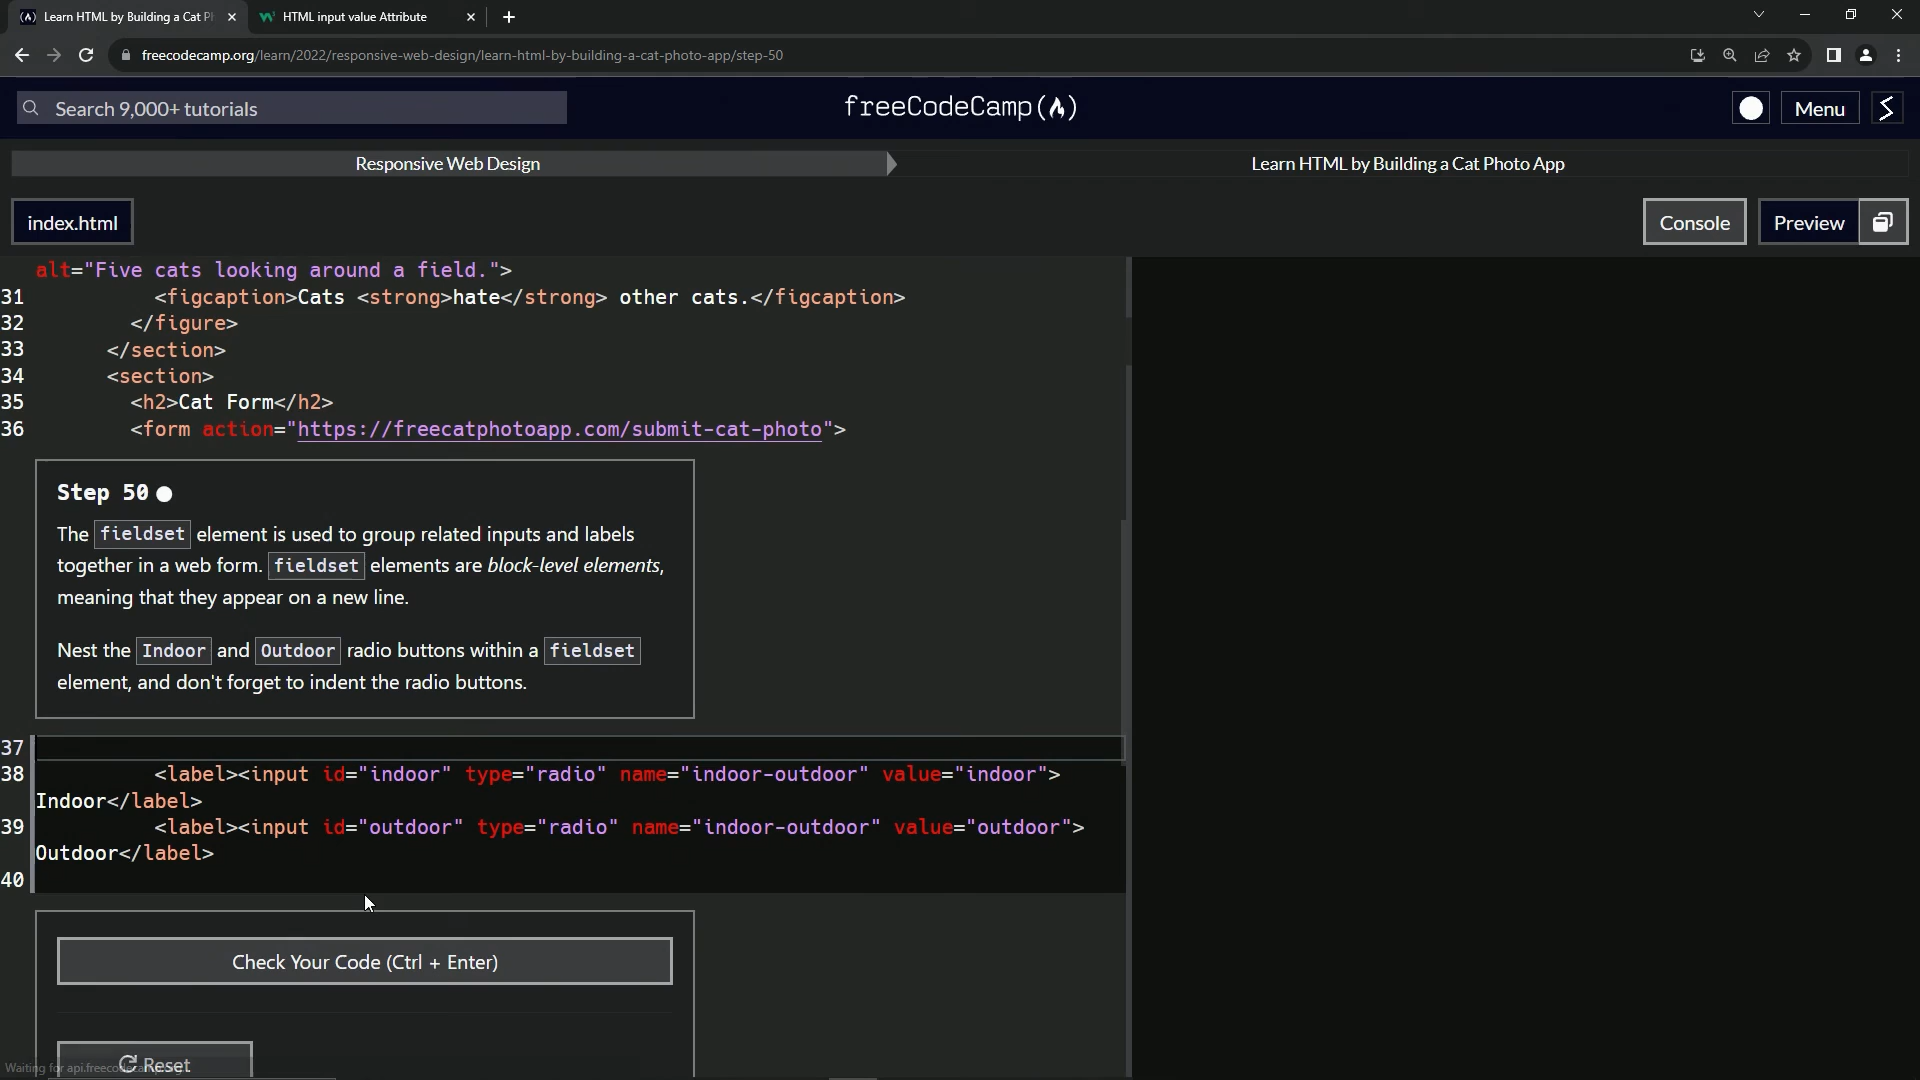 Learn HTML by Building a Cat P
HTML input value Attribute
freecodecamp.org/learn/2022/responsive-web-design/learn-html-by-building-a-cat-photo-app/step-50
Search 9,000+ tutorials
freeCodeCamp
Menu
Responsive Web Design
Learn HTML by Building a Cat Photo App
index.html
Console
Preview
alt="Five cats looking around a field.">
31 <figcaption>Cats <strong>hate</strong> other cats.</figcaption>
32 </figure>
33 </section>
34 <section>
35 <h2>Cat Form</h2>
36 <form action="https://freecatphotoapp.com/submit-cat-photo">
Step 50
The fieldset element is used to group related inputs and labels
together in a web form. fieldset elements are block-level elements,
meaning that they appear on a new line.
Nest the Indoor and Outdoor radio buttons within a fieldset
element, and don't forget to indent the radio buttons.
37
38 <label><input id="indoor" type="radio" name="indoor-outdoor" value="indoor">
Indoor</label>
39 <label><input id="outdoor" type="radio" name="indoor-outdoor" value="outdoor">
Outdoor</label>
40
Check Your Code (Ctrl + Enter)
Reset
Waiting for